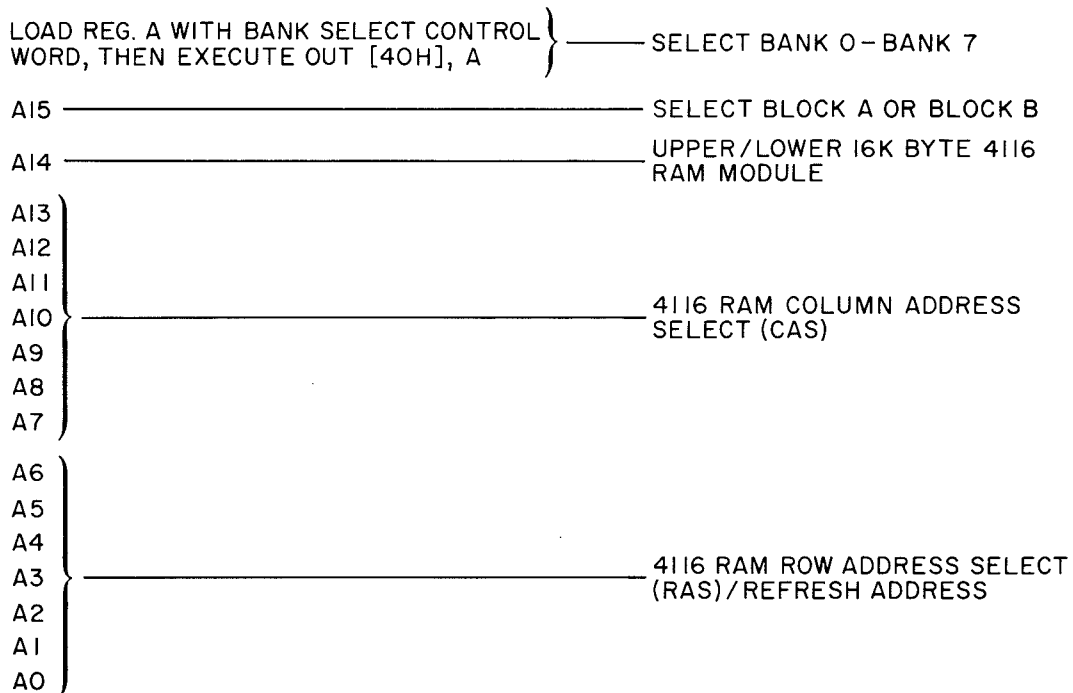 LOAD REG. A WITH BANK SELECT CONTROL
WORD, THEN EXECUTE OUT [40H], A
SELECT BANK 0-BANK 7
A15
SELECT BLOCK A OR BLOCK B
A14
UPPER/LOWER 16K BYTE 4116
RAM MODULE
A13
A12
A11
A10
A9
A8
A7
4116 RAM COLUMN ADDRESS
SELECT (CAS)
A6
A5
A4
A3
A2
A1
A0
4116 RAM ROW ADDRESS SELECT
(RAS)/REFRESH ADDRESS